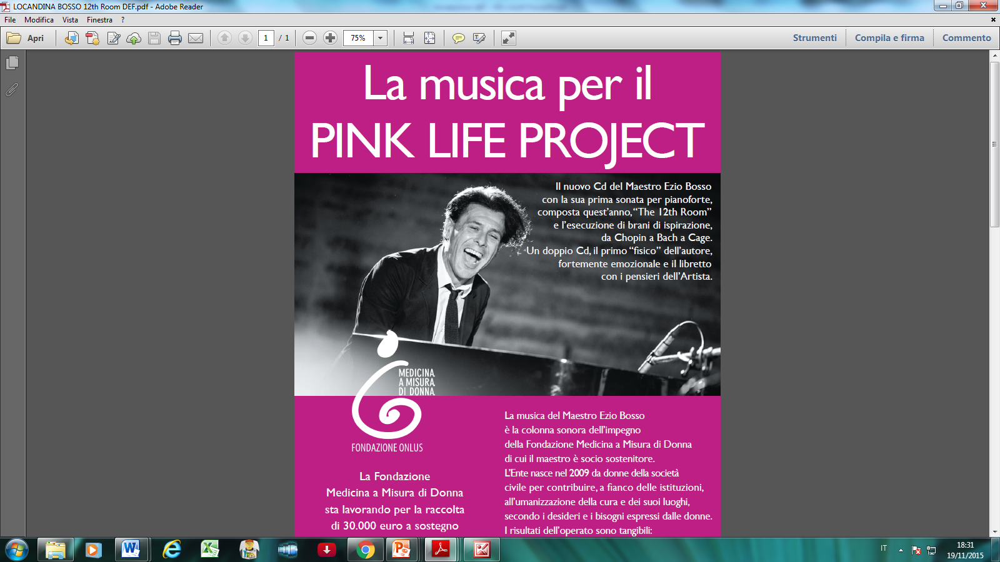 LOCANDINA BOSSO 12th Room DEF.pdf - Adobe Reader
File Modifica Vista Finestra ?
Apri 1 / 1 75% Strumenti Compila e firma Commento
La musica per il
PINK LIFE PROJECT
Il nuovo Cd del Maestro Ezio Bosso
con la sua prima sonata per pianoforte,
composta quest'anno, “The 12th Room”
e l'esecuzione di brani di ispirazione,
da Chopin a Bach a Cage.
Un doppio Cd, il primo “fisico” dell'autore,
fortemente emozionale e il libretto
con i pensieri dell'Artista.
MEDICINA
A MISURA
DI DONNA
FONDAZIONE ONLUS
La Fondazione
Medicina a Misura di Donna
sta lavorando per la raccolta
di 30.000 euro a sostegno
La musica del Maestro Ezio Bosso
è la colonna sonora dell'impegno
della Fondazione Medicina a Misura di Donna
di cui il maestro è socio sostenitore.
L'Ente nasce nel 2009 da donne della società
civile per contribuire, a fianco delle istituzioni,
all'umanizzazione della cura e dei suoi luoghi,
secondo i desideri e i bisogni espressi dalle donne.
I risultati dell'operato sono tangibili:
IT
18:31
19/11/2015